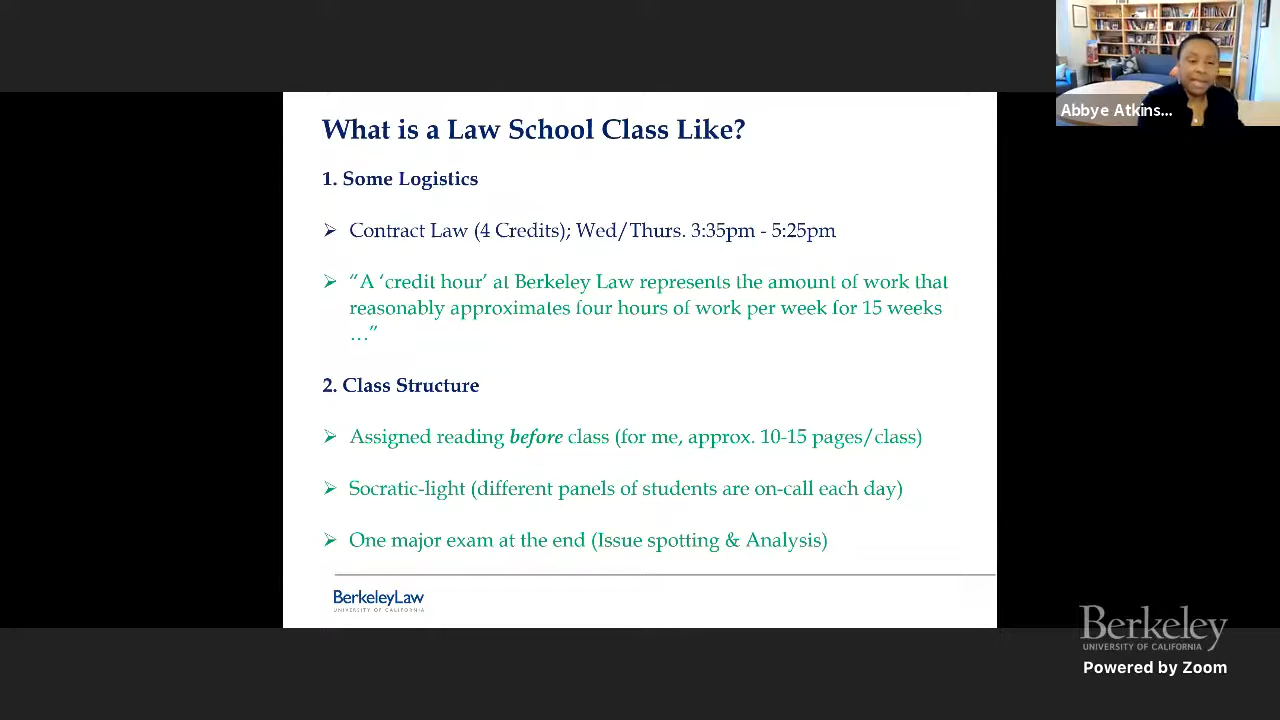 Abbye Atkins...
What is a Law School Class Like?
1. Some Logistics
➢ Contract Law (4 Credits); Wed/Thurs. 3:35pm - 5:25pm
➢ “A ‘credit hour’ at Berkeley Law represents the amount of work that
reasonably approximates four hours of work per week for 15 weeks
…”
2. Class Structure
➢ Assigned reading before class (for me, approx. 10-15 pages/class)
➢ Socratic-light (different panels of students are on-call each day)
➢ One major exam at the end (Issue spotting & Analysis)
BerkeleyLaw
UNIVERSITY OF CALIFORNIA
Berkeley
UNIVERSITY OF CALIFORNIA
Powered by Zoom